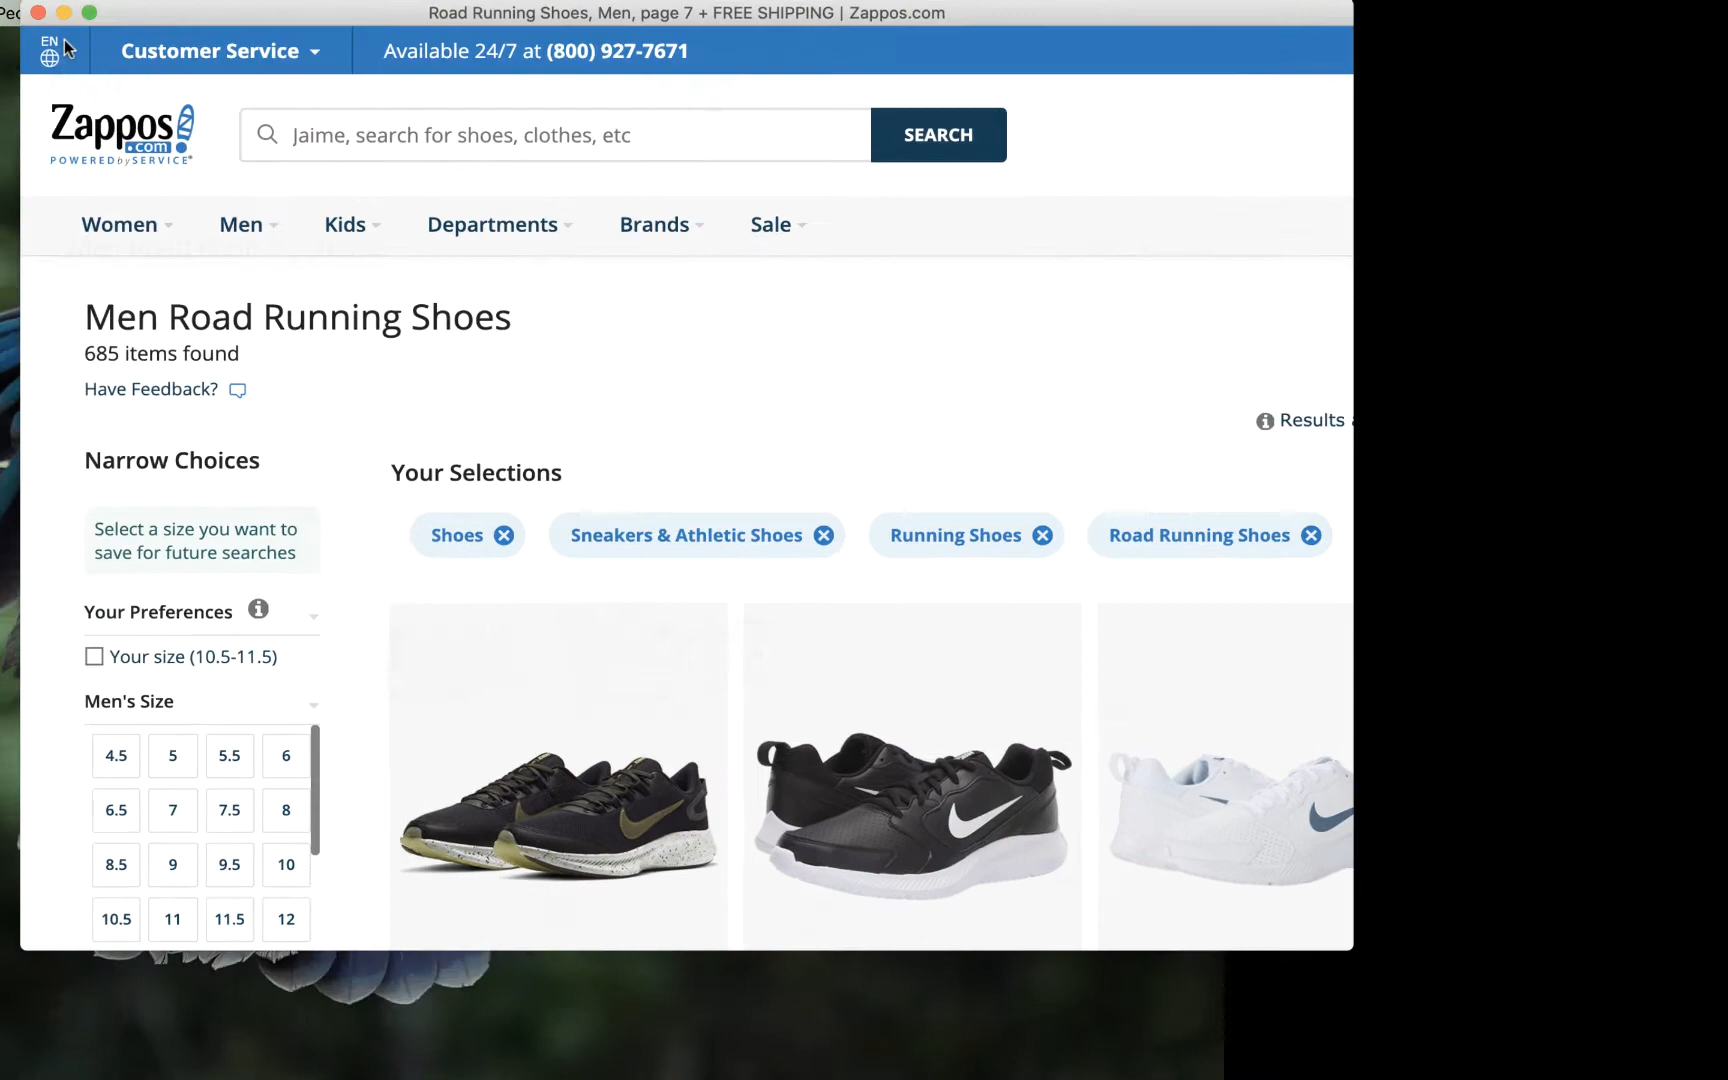 Road Running Shoes, Men, page 7 + FREE SHIPPING | Zappos.com
EN
Customer Service
Available 24/7 at (800) 927-7671
Zappos
.com
POWERED by SERVICE®
Jaime, search for shoes, clothes, etc
SEARCH
Women
Men
Kids
Departments
Brands
Sale
Men Road Running Shoes
685 items found
Have Feedback?
Results
Narrow Choices
Your Selections
Select a size you want to
save for future searches
Shoes
Sneakers & Athletic Shoes
Running Shoes
Road Running Shoes
Your Preferences
Your size (10.5-11.5)
Men's Size
4.5 5 5.5 6
6.5 7 7.5 8
8.5 9 9.5 10
10.5 11 11.5 12